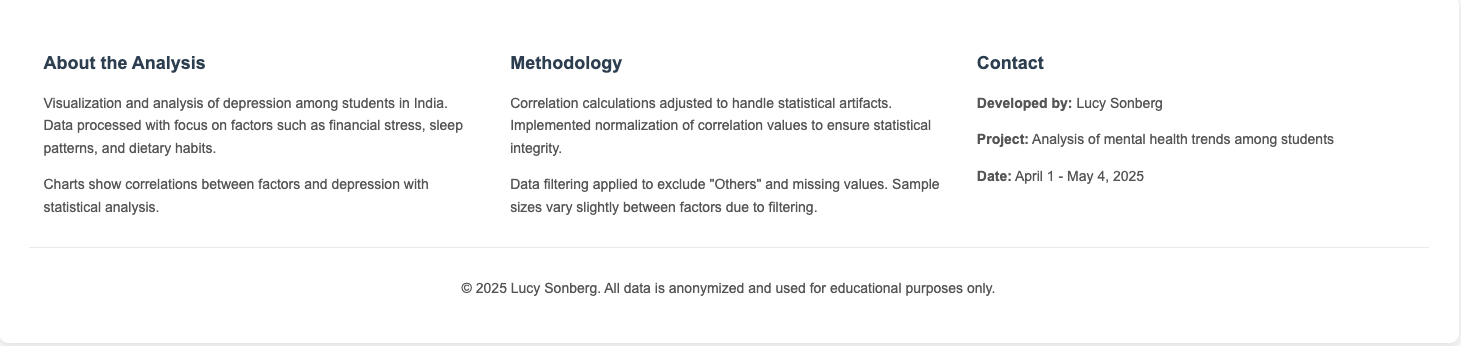 About the Analysis
Visualization and analysis of depression among students in India.
Data processed with focus on factors such as financial stress, sleep
patterns, and dietary habits.
Charts show correlations between factors and depression with
statistical analysis.
Methodology
Correlation calculations adjusted to handle statistical artifacts.
Implemented normalization of correlation values to ensure statistical
integrity.
Data filtering applied to exclude "Others" and missing values. Sample
sizes vary slightly between factors due to filtering.
Contact
Developed by: Lucy Sonberg
Project: Analysis of mental health trends among students
Date: April 1 - May 4, 2025
© 2025 Lucy Sonberg. All data is anonymized and used for educational purposes only.